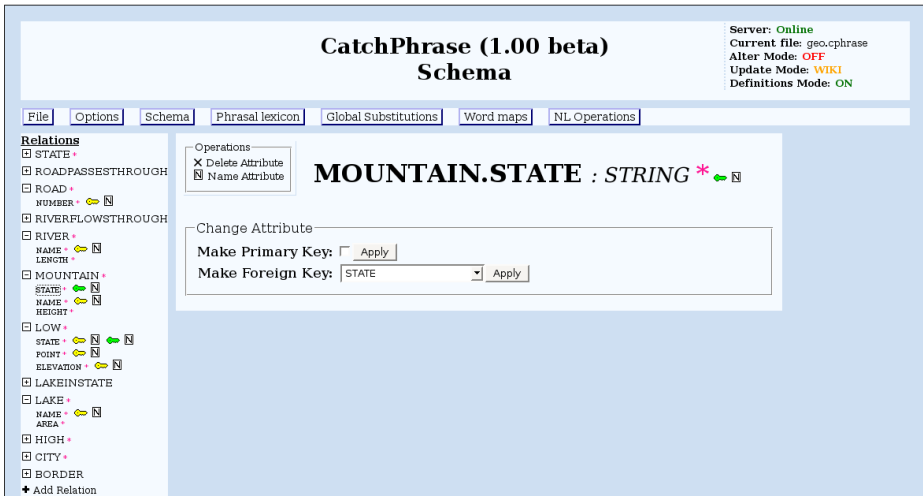 CatchPhrase (1.00 beta)
Schema
Server: Online
Current file: geo.cphrase
Alter Mode: OFF
Update Mode: WIKI
Definitions Mode: ON
File Options Schema Phrasal lexicon Global Substitutions Word maps NL Operations
Relations
STATE *
ROADPASSESTHROUGH
ROAD *
NUMBER * N
RIVERFLOWSTHROUGH
RIVER *
NAME * N
LENGTH *
MOUNTAIN *
STATE * N
NAME * N
HEIGHT *
LOW *
STATE * N N
POINT * N
ELEVATION * N
LAKEINSTATE
LAKE *
NAME * N
AREA *
HIGH *
CITY *
BORDER
Add Relation
Operations
Delete Attribute
N Name Attribute
MOUNTAIN.STATE : STRING * N
Change Attribute
Make Primary Key: Apply
Make Foreign Key: STATE Apply